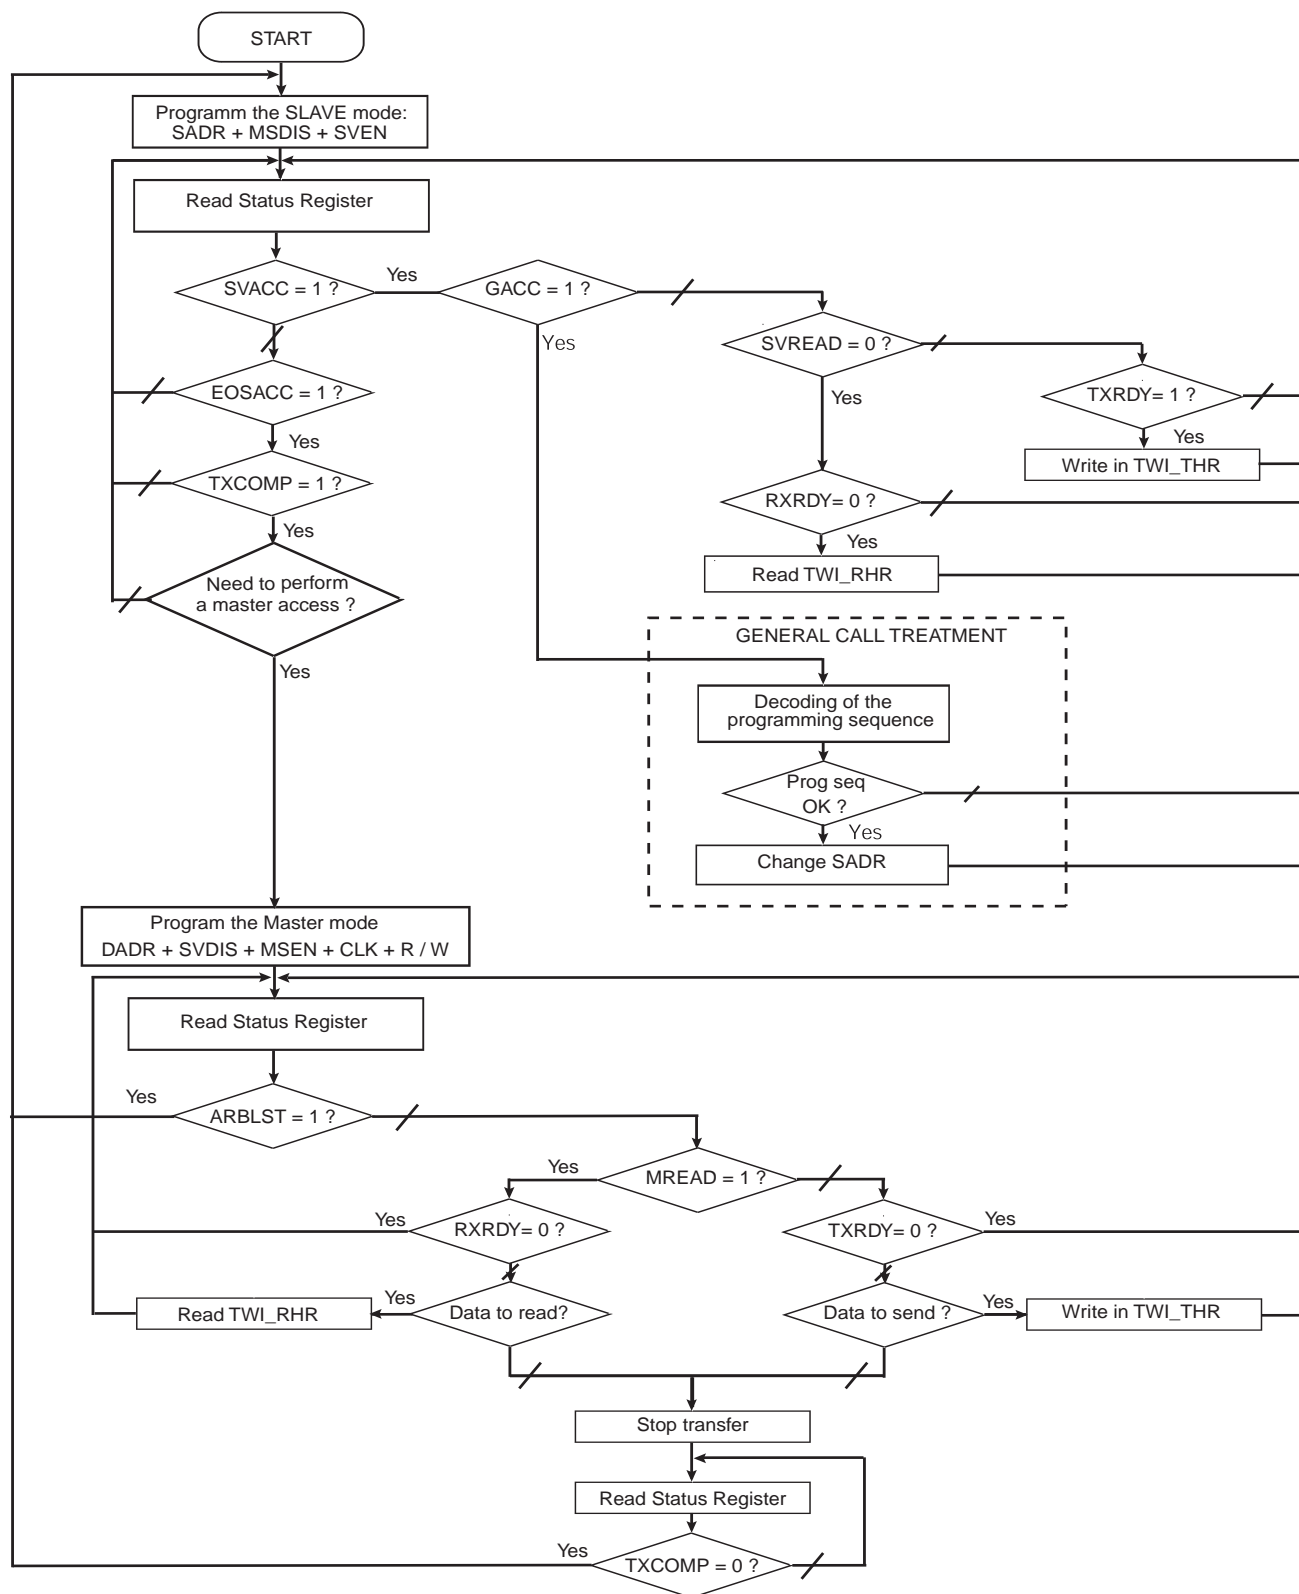 START
Programm the SLAVE mode:
SADR + MSDIS + SVEN
Read Status Register
SVACC = 1 ?
Yes
GACC = 1 ?
Yes
SVREAD = 0 ?
Yes
EOSACC = 1 ?
Yes
TXRDY= 1 ?
Yes
Write in TWI_THR
TXCOMP = 1 ?
Yes
RXRDY= 0 ?
Yes
Read TWI_RHR
Need to perform
a master access ?
Yes
GENERAL CALL TREATMENT
Decoding of the
programming sequence
Prog seq
OK ?
Yes
Change SADR
Program the Master mode
DADR + SVDIS + MSEN + CLK + R / W
Read Status Register
Yes
ARBLST = 1 ?
Yes
MREAD = 1 ?
Yes
RXRDY= 0 ?
TXRDY= 0 ?
Yes
Read TWI_RHR
Yes
Data to read?
Data to send ?
Yes
Write in TWI_THR
Stop transfer
Read Status Register
Yes
TXCOMP = 0 ?